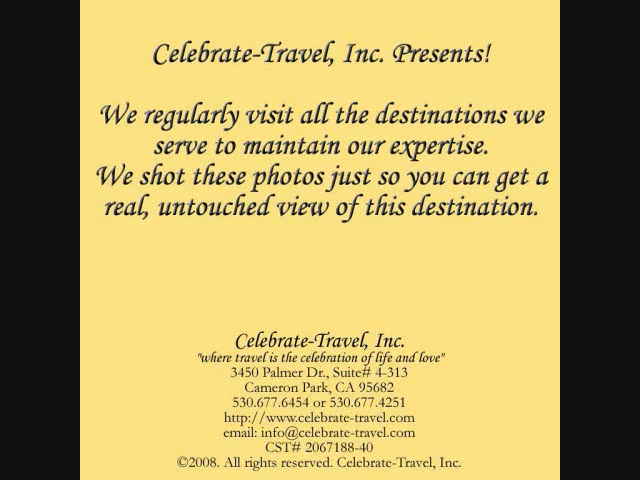 Celebrate-Travel, Inc. Presents!
We regularly visit all the destinations we
serve to maintain our expertise.
We shot these photos just so you can get a
real, untouched view of this destination.
Celebrate-Travel, Inc.
"where travel is the celebration of life and love"
3450 Palmer Dr., Suite# 4-313
Cameron Park, CA 95682
530.677.6454 or 530.677.4251
http://www.celebrate-travel.com
email: info@celebrate-travel.com
CST# 2067188-40
©2008. All rights reserved. Celebrate-Travel, Inc.